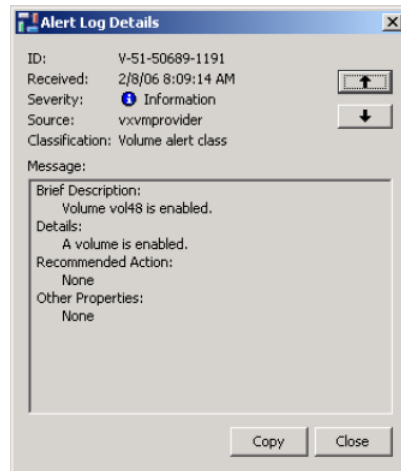 Alert Log Details
ID: V-51-50689-1191
Received: 2/8/06 8:09:14 AM
Severity: Information
Source: vxvmprovider
Classification: Volume alert class
Message:
Brief Description:
Volume vol48 is enabled.
Details:
A volume is enabled.
Recommended Action:
None
Other Properties:
None
Copy Close